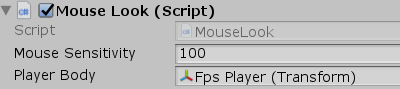 Mouse Look (Script)
Script MouseLook
Mouse Sensitivity 100
Player Body Fps Player (Transform)